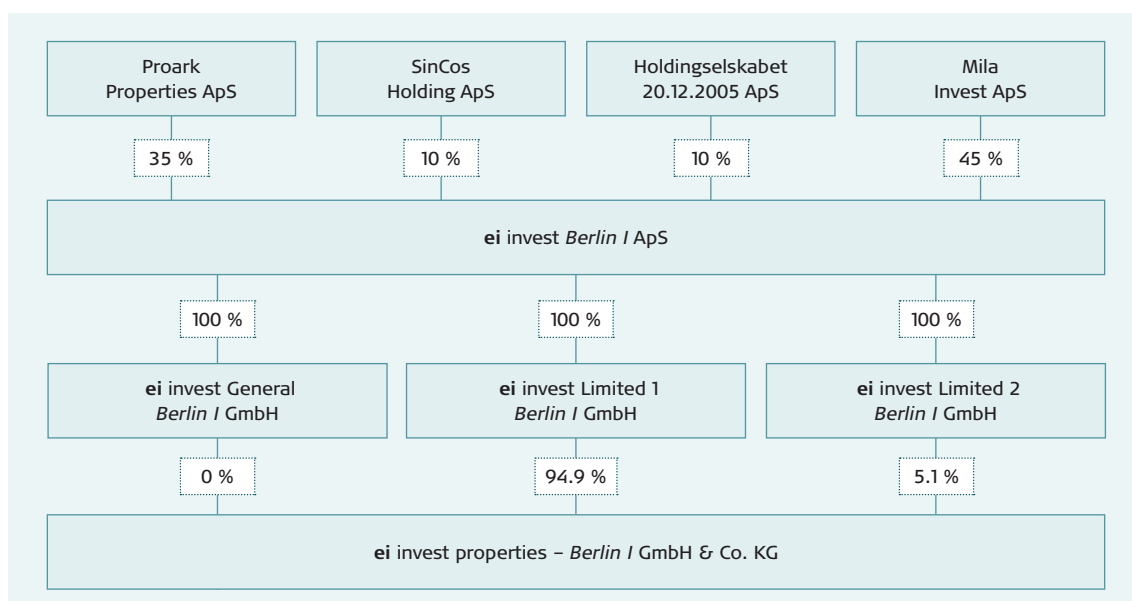 Proark
Properties ApS
SinCos
Holding ApS
Holdingselskabet
20.12.2005 ApS
Mila
Invest ApS
35 %
10 %
10 %
45 %
ei invest Berlin I ApS
100 %
100 %
100 %
ei invest General
Berlin I GmbH
ei invest Limited 1
Berlin I GmbH
ei invest Limited 2
Berlin I GmbH
0 %
94.9 %
5.1 %
ei invest properties – Berlin I GmbH & Co. KG